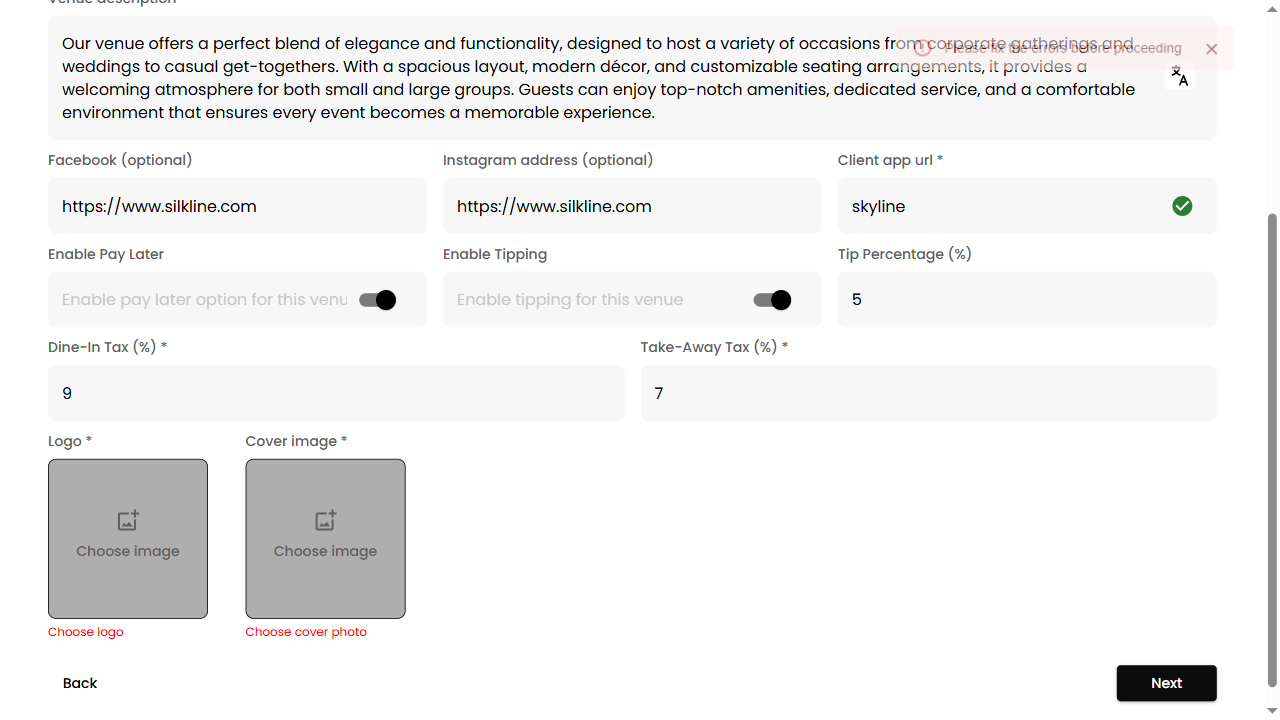 Venue description
Our venue offers a perfect blend of elegance and functionality, designed to host a variety of occasions from corporate gatherings and
weddings to casual get-togethers. With a spacious layout, modern décor, and customizable seating arrangements, it provides a
welcoming atmosphere for both small and large groups. Guests can enjoy top-notch amenities, dedicated service, and a comfortable
environment that ensures every event becomes a memorable experience.
Please fix the errors before proceeding
Facebook (optional) Instagram address (optional) Client app url *
https://www.silkline.com https://www.silkline.com skyline
Enable Pay Later Enable Tipping Tip Percentage (%)
Enable pay later option for this venu Enable tipping for this venue 5
Dine-In Tax (%) * Take-Away Tax (%) *
9 7
Logo * Cover image *
Choose image Choose image
Choose logo Choose cover photo
Back Next